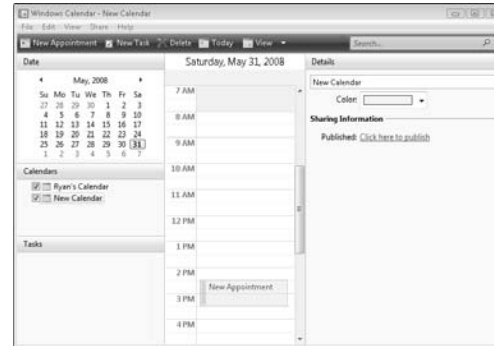 Windows Calendar - New Calendar
File Edit View Share Help
New Appointment New Task Delete Today View Search...
Date
May, 2008
Su Mo Tu We Th Fr Sa
27 28 29 30 1 2 3
4 5 6 7 8 9 10
11 12 13 14 15 16 17
18 19 20 21 22 23 24
25 26 27 28 29 30 31
1 2 3 4 5 6 7
Calendars
Ryan's Calendar
New Calendar
Tasks
Saturday, May 31, 2008
7 AM
8 AM
9 AM
10 AM
11 AM
12 PM
1 PM
2 PM
New Appointment
3 PM
4 PM
Details
New Calendar
Color:
Sharing Information
Published: Click here to publish